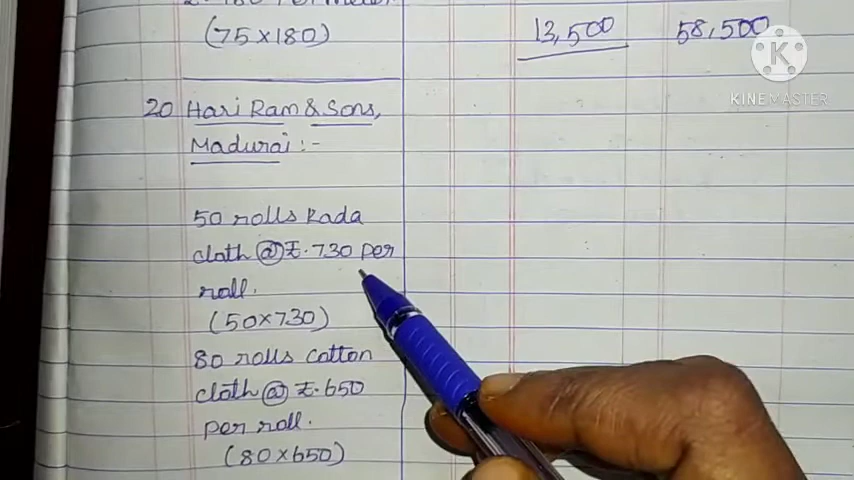 (75×180)
13,500
58,500
KINEMASTER
20 Hari Ram & Sons,
Madurai :-
50 rolls Kada
cloth @ ₹.730 per
roll.
(50×730)
80 rolls Cotton
cloth @ ₹.650
per roll.
(80×650)